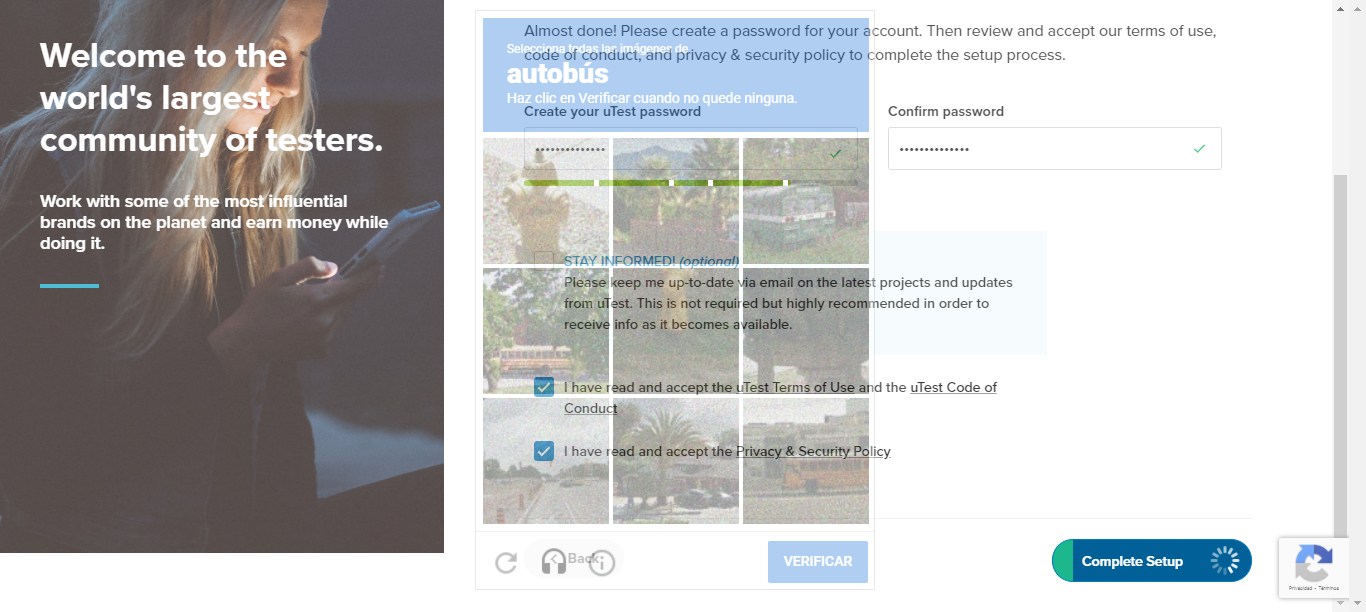 Welcome to the
world's largest
community of testers.
Work with some of the most influential
brands on the planet and earn money while
doing it.
Almost done! Please create a password for your account. Then review and accept our terms of use,
code of conduct, and privacy & security policy to complete the setup process.
Selecciona todas las imágenes de
autobús
Haz clic en Verificar cuando no quede ninguna.
Create your uTest password
Confirm password
STAY INFORMED! (optional)
Please keep me up-to-date via email on the latest projects and updates
from uTest. This is not required but highly recommended in order to
receive info as it becomes available.
I have read and accept the uTest Terms of Use and the uTest Code of
Conduct
I have read and accept the Privacy & Security Policy
Back
VERIFICAR
Complete Setup
Privacidad - Términos